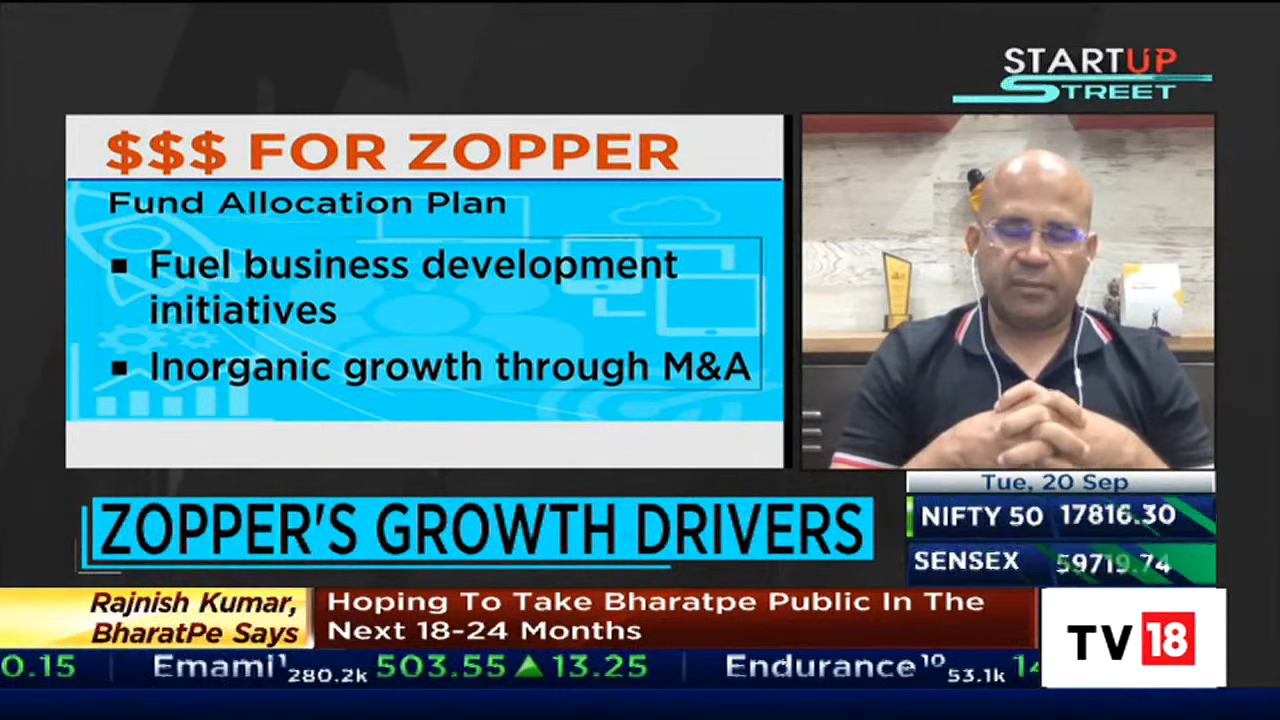 STARTUP
STREET
$$$ FOR ZOPPER
Fund Allocation Plan
▪ Fuel business development
initiatives
▪ Inorganic growth through M&A
Tue, 20 Sep
ZOPPER'S GROWTH DRIVERS
NIFTY 50 17816.30
SENSEX 59719.74
Rajnish Kumar,
BharatPe Says
Hoping To Take Bharatpe Public In The
Next 18-24 Months
TV18
0.15 Emami¹ 280.2k 503.55 ▲ 13.25 Endurance¹⁰ 53.1k